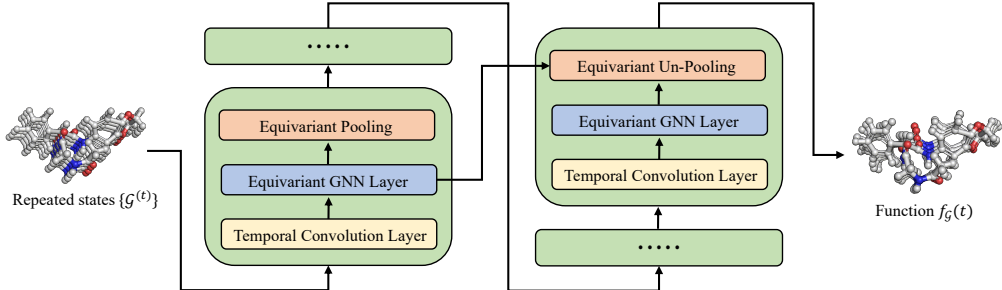 Repeated states {𝒢⁽ᵗ⁾}
.....
Equivariant Pooling
Equivariant GNN Layer
Temporal Convolution Layer
Equivariant Un-Pooling
Equivariant GNN Layer
Temporal Convolution Layer
.....
Function f_𝒢(t)